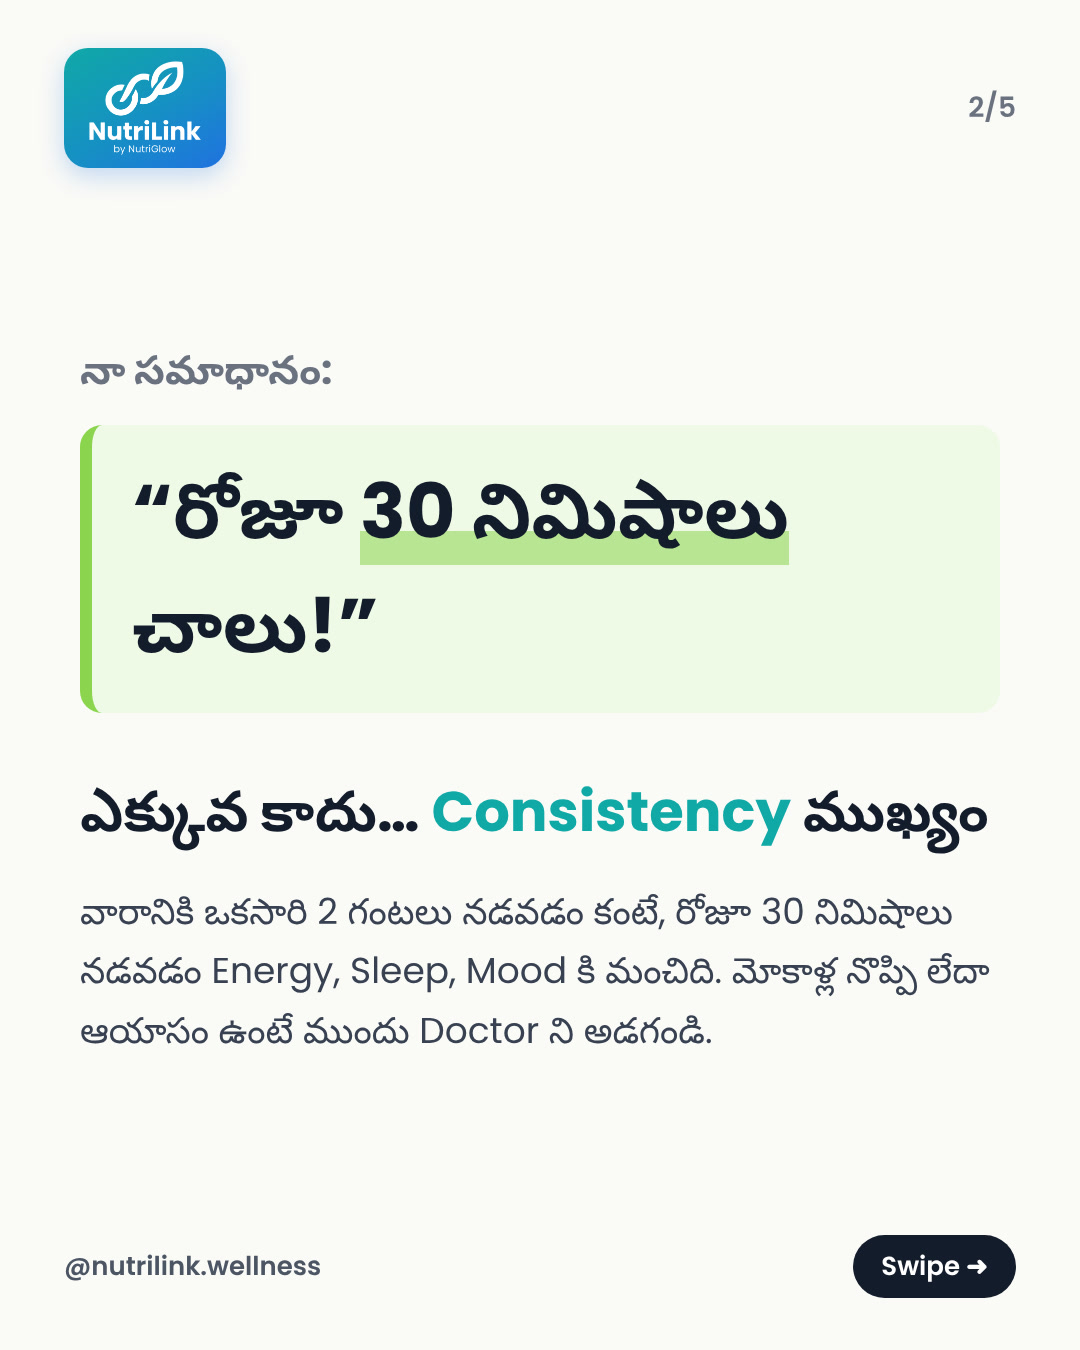 NutriLink
by NutriGlow
2/5
నా సమాధానం:
“రోజూ 30 నిమిషాలు
చాలు!”
ఎక్కువ కాదు... Consistency ముఖ్యం
వారానికి ఒకసారి 2 గంటలు నడవడం కంటే, రోజూ 30 నిమిషాలు
నడవడం Energy, Sleep, Mood కి మంచిది. మోకాళ్ల నొప్పి లేదా
ఆయాసం ఉంటే ముందు Doctor ని అడగండి.
@nutrilink.wellness
Swipe ➜